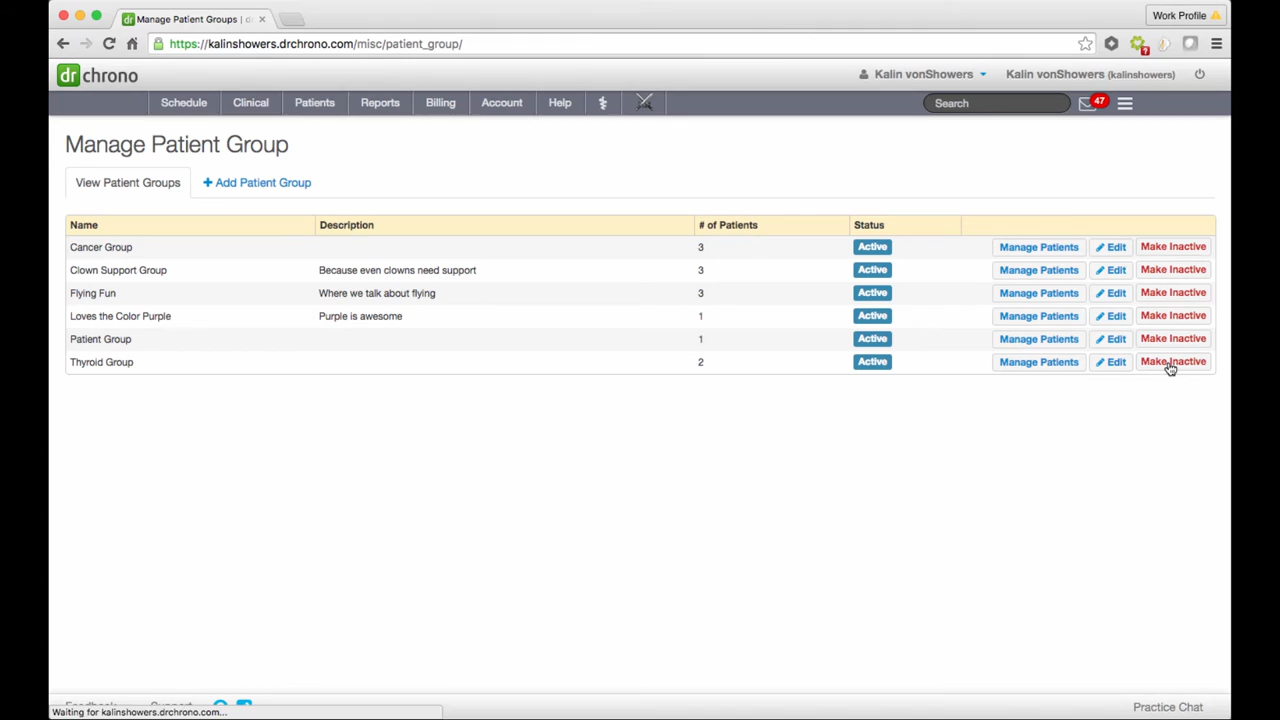 Manage Patient Groups | d
Work Profile
https://kalinshowers.drchrono.com/misc/patient_group/
dr chrono
Kalin vonShowers
Kalin vonShowers (kalinshowers)
Schedule Clinical Patients Reports Billing Account Help
Search
47
Manage Patient Group
View Patient Groups
+ Add Patient Group
Name Description # of Patients Status
Cancer Group 3 Active Manage Patients Edit Make Inactive
Clown Support Group Because even clowns need support 3 Active Manage Patients Edit Make Inactive
Flying Fun Where we talk about flying 3 Active Manage Patients Edit Make Inactive
Loves the Color Purple Purple is awesome 1 Active Manage Patients Edit Make Inactive
Patient Group 1 Active Manage Patients Edit Make Inactive
Thyroid Group 2 Active Manage Patients Edit Make Inactive
Feedback Support
Practice Chat
Waiting for kalinshowers.drchrono.com...